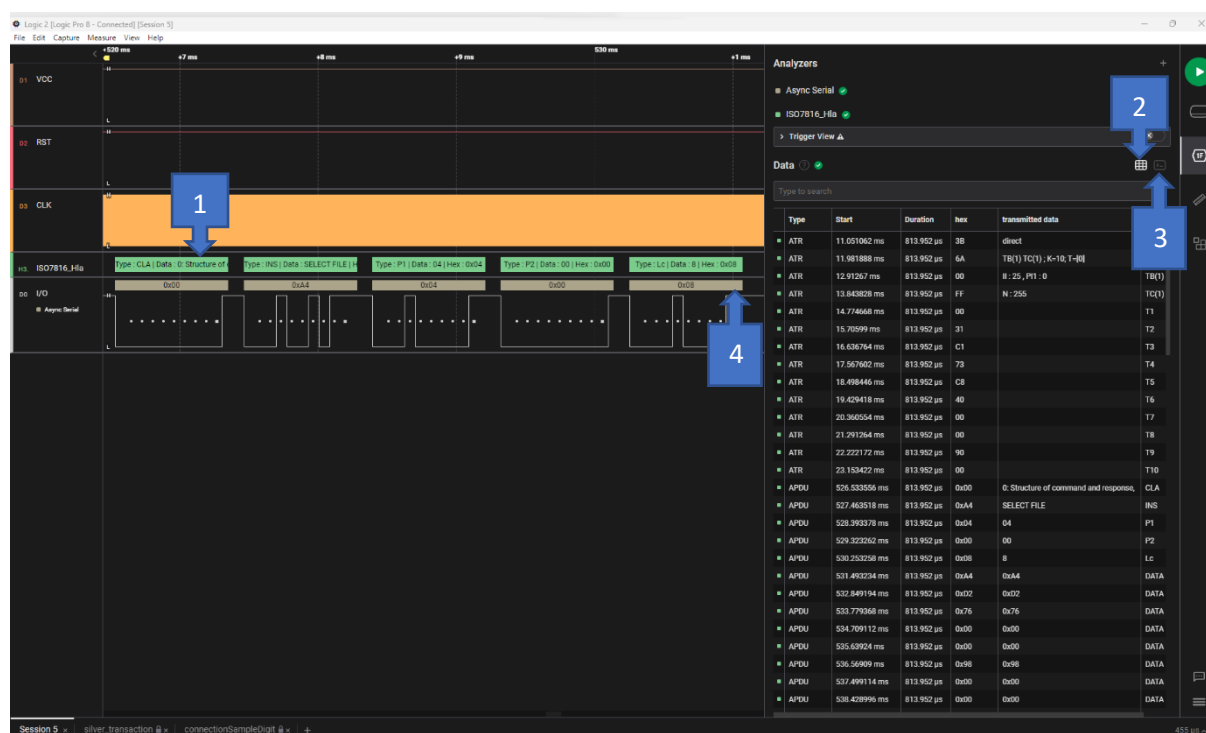 Logic 2 [Logic Pro 8 - Connected] [Session 5]
File Edit Capture Measure View Help
+520 ms
530 ms
+7 ms +8 ms +9 ms +1 ms
D1 VCC
H
L
D2 RST
H
L
D3 CLK
H
1
ISO7816_Hla
Type : CLA | Data : 0: Structure of
Type : INS | Data : SELECT FILE | H
Type : P1 | Data : 04 | Hex : 0x04
Type : P2 | Data : 00 | Hex : 0x00
Type : Lc | Data : 8 | Hex : 0x08
D0 I/O
Async Serial
0x00 0xA4 0x04 0x00 0x08
H
L
4
Analyzers +
Async Serial
ISO7816_Hla
2
> Trigger View
Data
3
Type to search
Type Start Duration hex transmitted data
ATR 11.051062 ms 813.952 µs 3B direct
ATR 11.981888 ms 813.952 µs 6A TB(1) TC(1) ; K=10; T=|0|
ATR 12.91267 ms 813.952 µs 00 II : 25 , PI1 : 0 TB(1)
ATR 13.843828 ms 813.952 µs FF N : 255 TC(1)
ATR 14.774668 ms 813.952 µs 00 T1
ATR 15.70599 ms 813.952 µs 31 T2
ATR 16.636764 ms 813.952 µs C1 T3
ATR 17.567602 ms 813.952 µs 73 T4
ATR 18.498446 ms 813.952 µs C8 T5
ATR 19.429418 ms 813.952 µs 40 T6
ATR 20.360554 ms 813.952 µs 00 T7
ATR 21.291264 ms 813.952 µs 00 T8
ATR 22.222172 ms 813.952 µs 90 T9
ATR 23.153422 ms 813.952 µs 00 T10
APDU 526.533556 ms 813.952 µs 0x00 0: Structure of command and response, CLA
APDU 527.463518 ms 813.952 µs 0xA4 SELECT FILE INS
APDU 528.393378 ms 813.952 µs 0x04 04 P1
APDU 529.323262 ms 813.952 µs 0x00 00 P2
APDU 530.253258 ms 813.952 µs 0x08 8 Lc
APDU 531.493234 ms 813.952 µs 0xA4 0xA4 DATA
APDU 532.849194 ms 813.952 µs 0xD2 0xD2 DATA
APDU 533.779368 ms 813.952 µs 0x76 0x76 DATA
APDU 534.709112 ms 813.952 µs 0x00 0x00 DATA
APDU 535.63924 ms 813.952 µs 0x00 0x00 DATA
APDU 536.56909 ms 813.952 µs 0x98 0x98 DATA
APDU 537.499114 ms 813.952 µs 0x00 0x00 DATA
APDU 538.428996 ms 813.952 µs 0x00 0x00 DATA
Session 5 × silver_transaction × connectionSampleDigit × +
455 µs